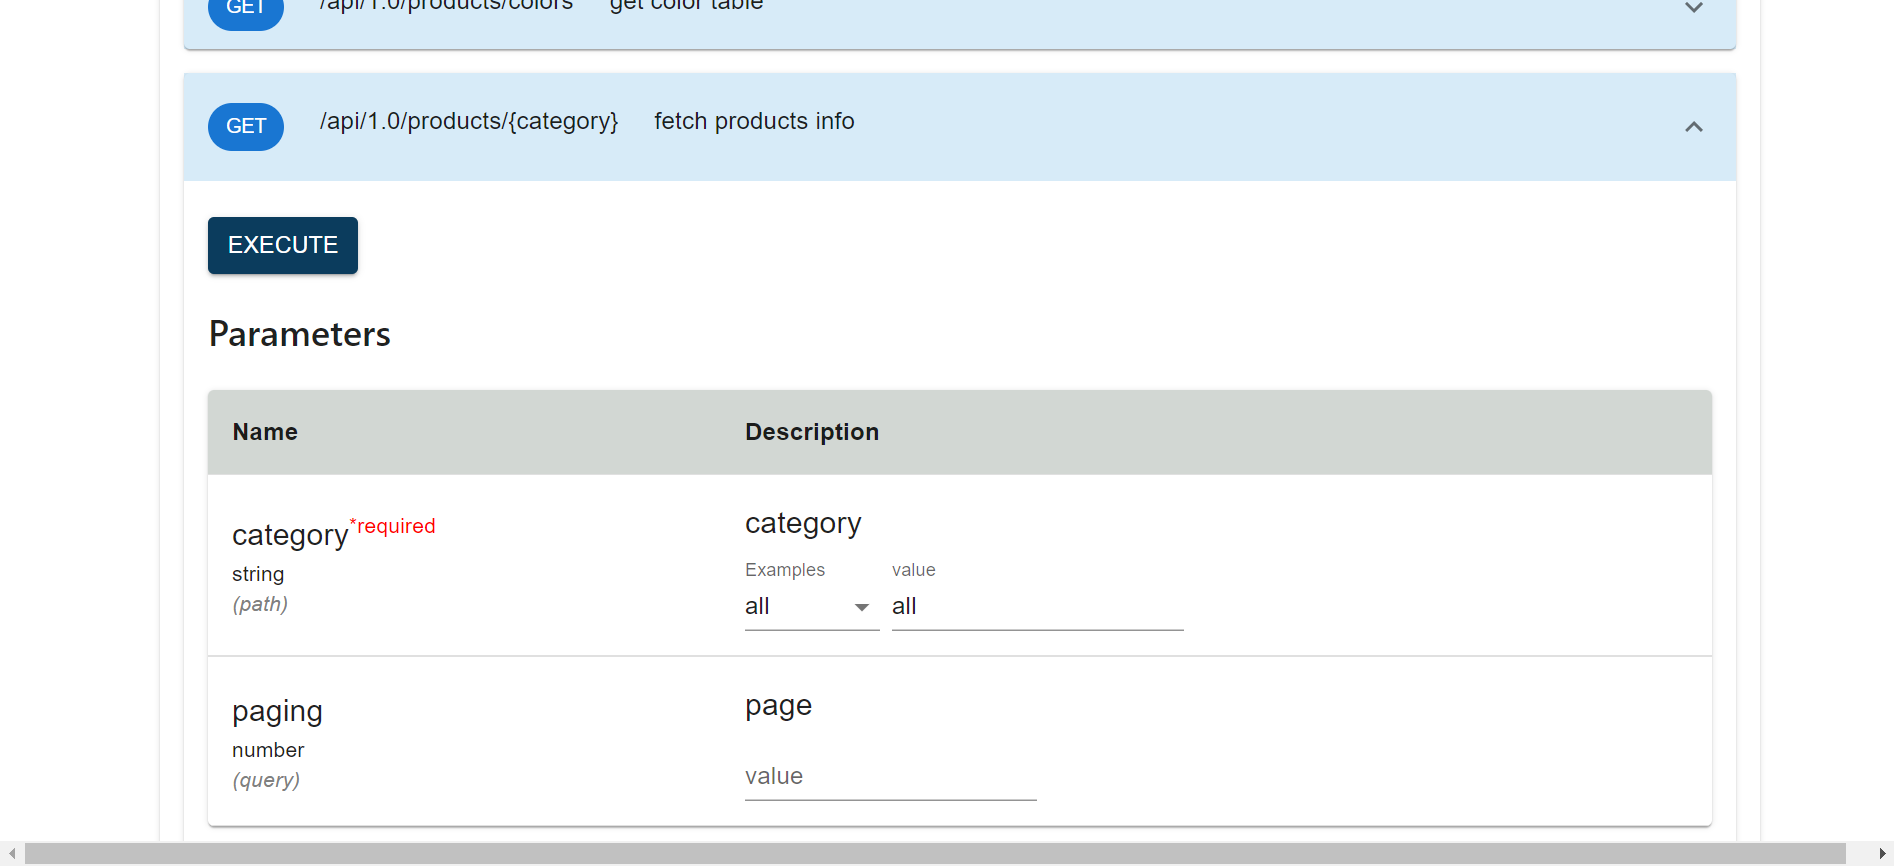 GET /api/1.0/products/colors get color table
GET /api/1.0/products/{category} fetch products info
EXECUTE
Parameters
Name Description
category*required category
string Examples value
(path) all all
paging page
number
(query) value